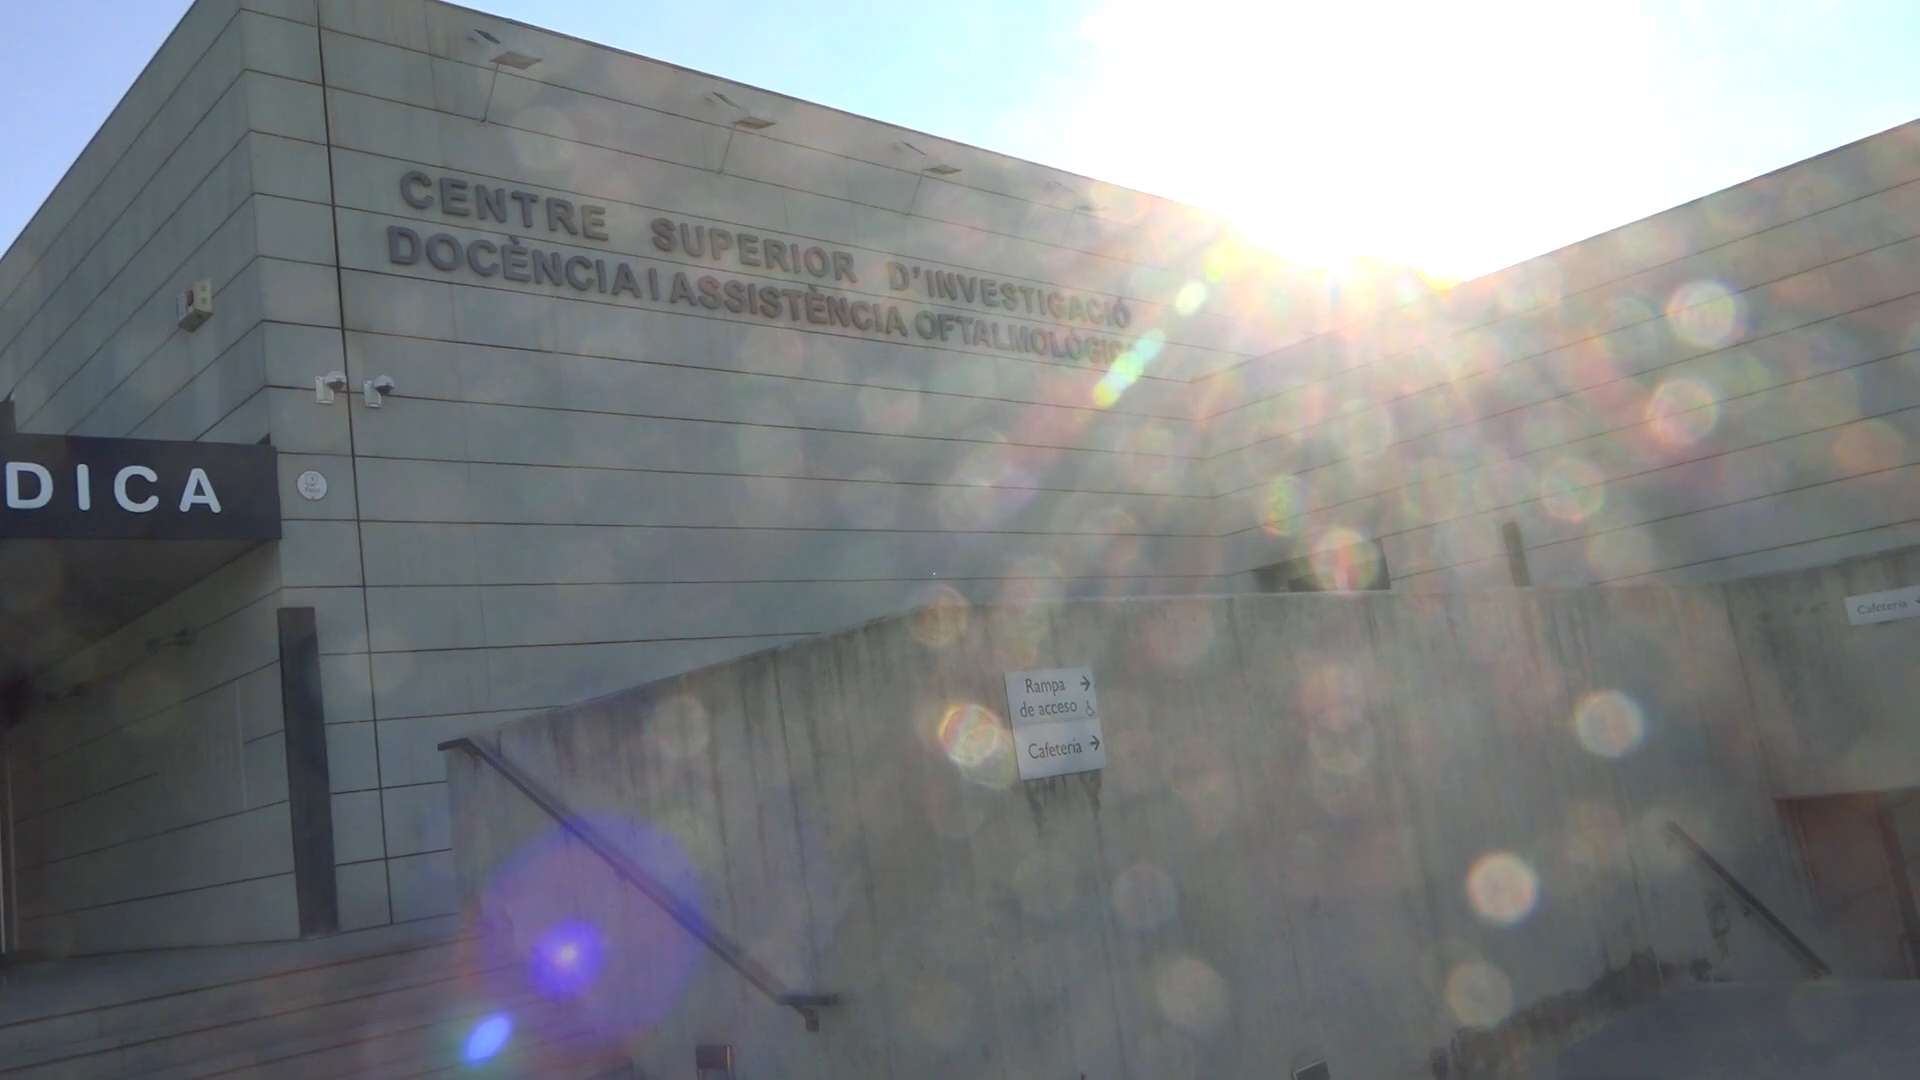 CENTRE SUPERIOR D'INVESTIGACIÓ
DOCÈNCIA I ASSISTÈNCIA OFTALMOLÒGICA
DICA
Rampa →
de acceso
Cafetería →
Cafetería